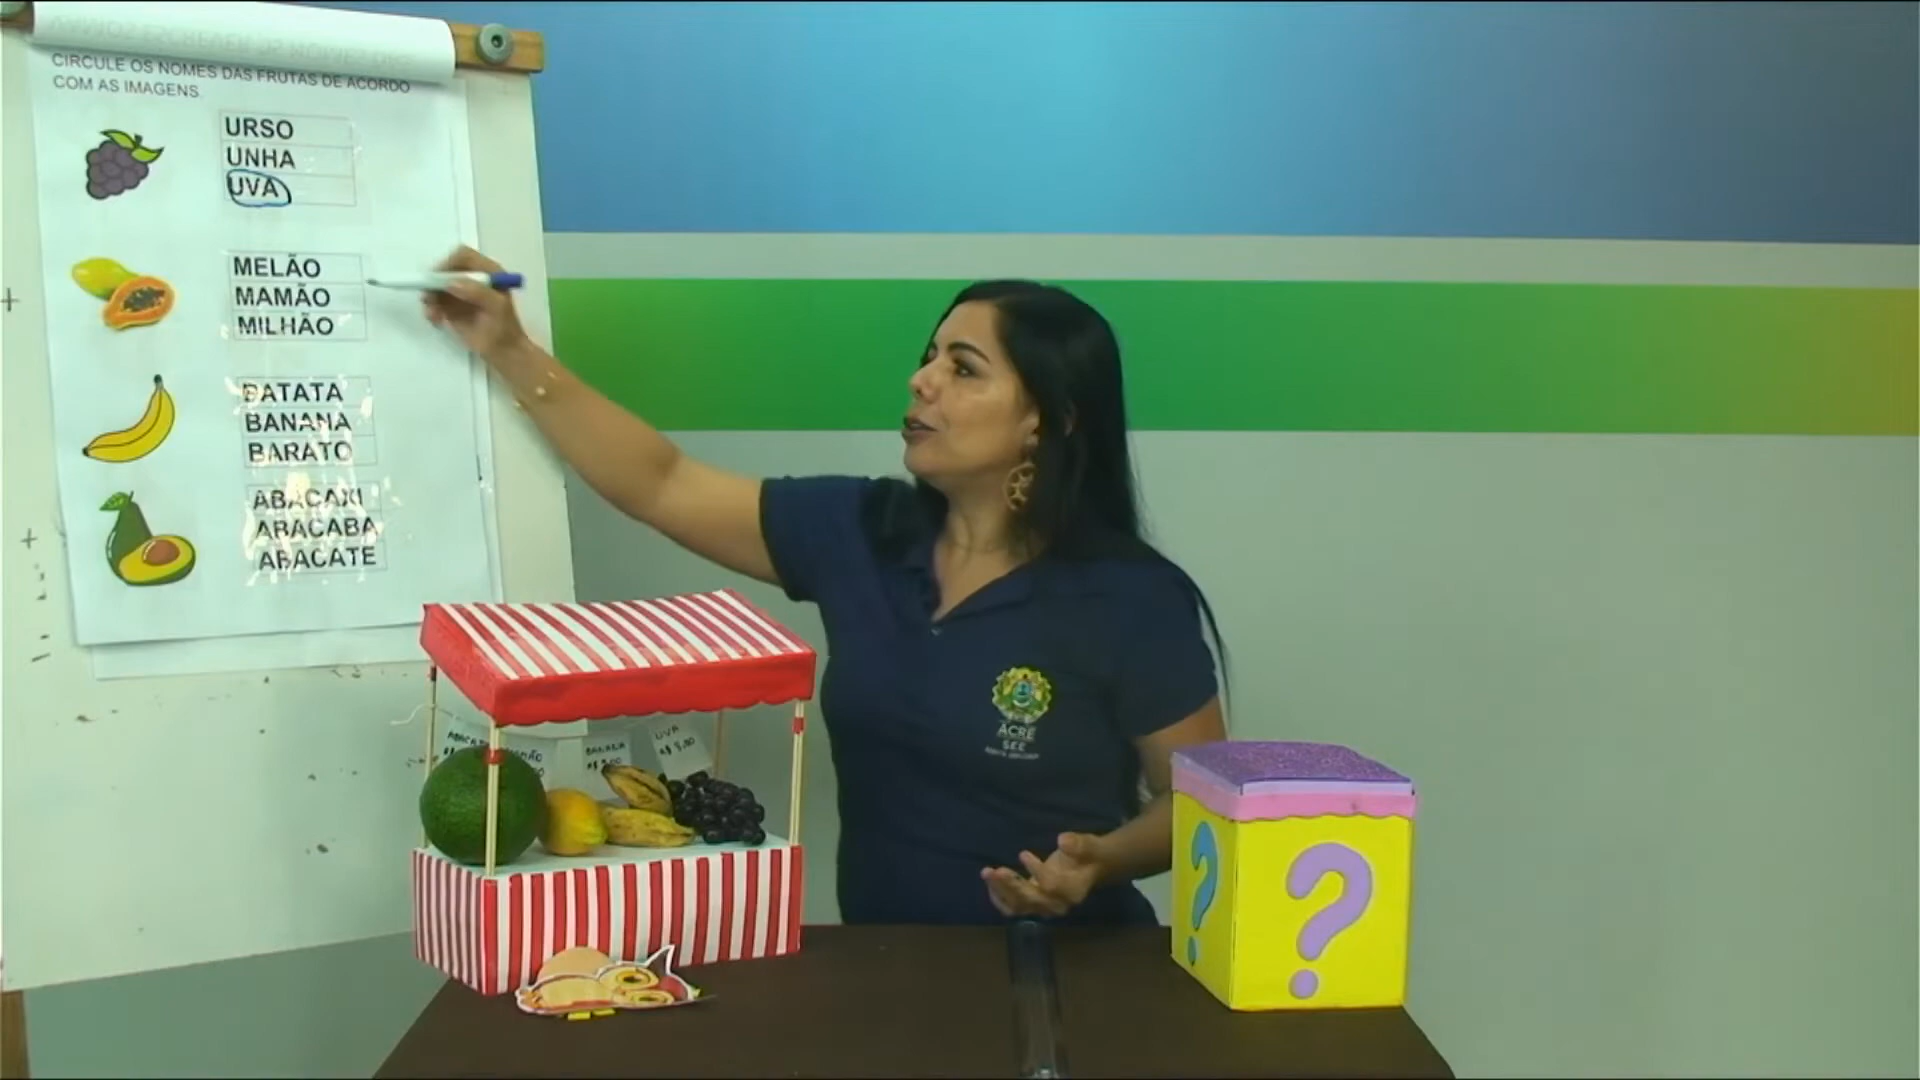 CIRCULE OS NOMES DAS FRUTAS DE ACORDO
COM AS IMAGENS.
URSO
UNHA
UVA
MELÃO
MAMÃO
MILHÃO
BATATA
BANANA
BARATO
ABACAXI
ABACABA
ABACATE
BANANA
UVA
ACRE
SEE
?
?